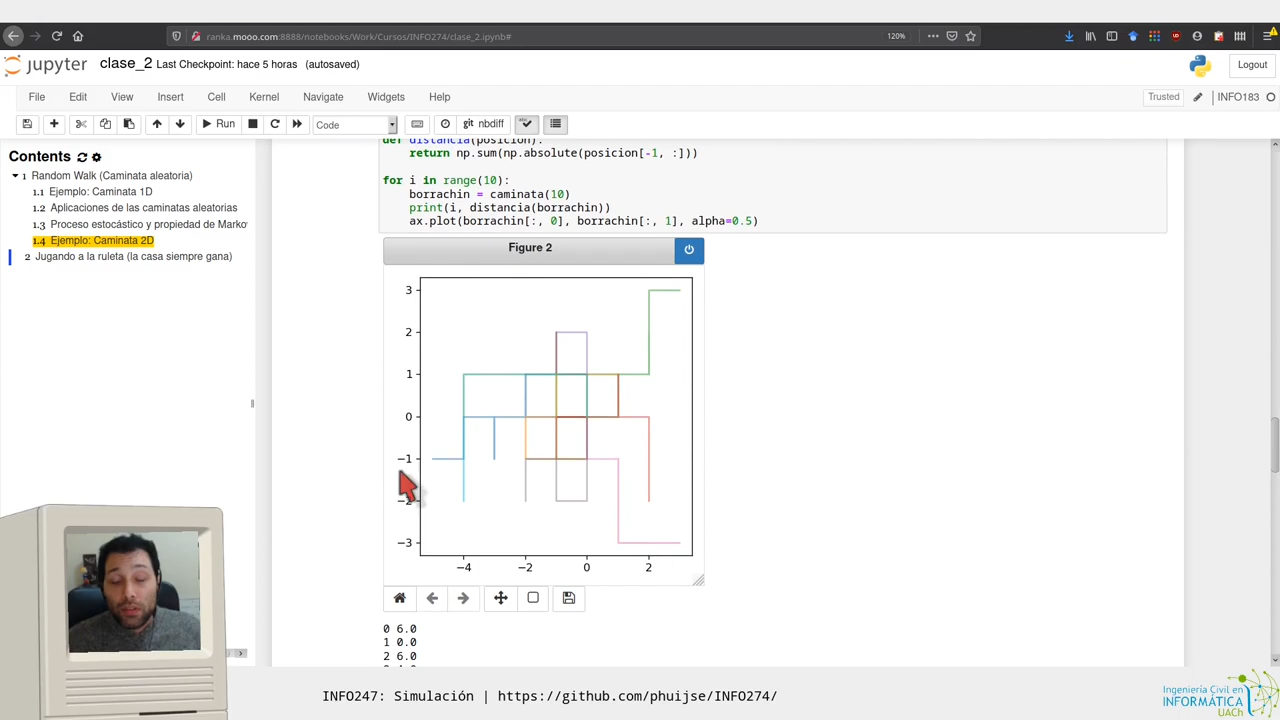 ranka.mooo.com:8888/notebooks/Work/Cursos/INFO274/clase_2.ipynb#
120%
jupyter clase_2 Last Checkpoint: hace 5 horas (autosaved)
Logout
File Edit View Insert Cell Kernel Navigate Widgets Help
Trusted INFO183
Run Code git nbdiff
Contents
1 Random Walk (Caminata aleatoria)
1.1 Ejemplo: Caminata 1D
1.2 Aplicaciones de las caminatas aleatorias
1.3 Proceso estocástico y propiedad de Marko
1.4 Ejemplo: Caminata 2D
2 Jugando a la ruleta (la casa siempre gana)
def distancia(posicion):
return np.sum(np.absolute(posicion[-1, :]))
for i in range(10):
borrachin = caminata(10)
print(i, distancia(borrachin))
ax.plot(borrachin[:, 0], borrachin[:, 1], alpha=0.5)
Figure 2
3
2
1
0
−1
−2
−3
−4 −2 0 2
0 6.0
1 0.0
2 6.0
INFO247: Simulación | https://github.com/phuijse/INFO274/
Ingeniería Civil en
INFORMÁTICA
UACh